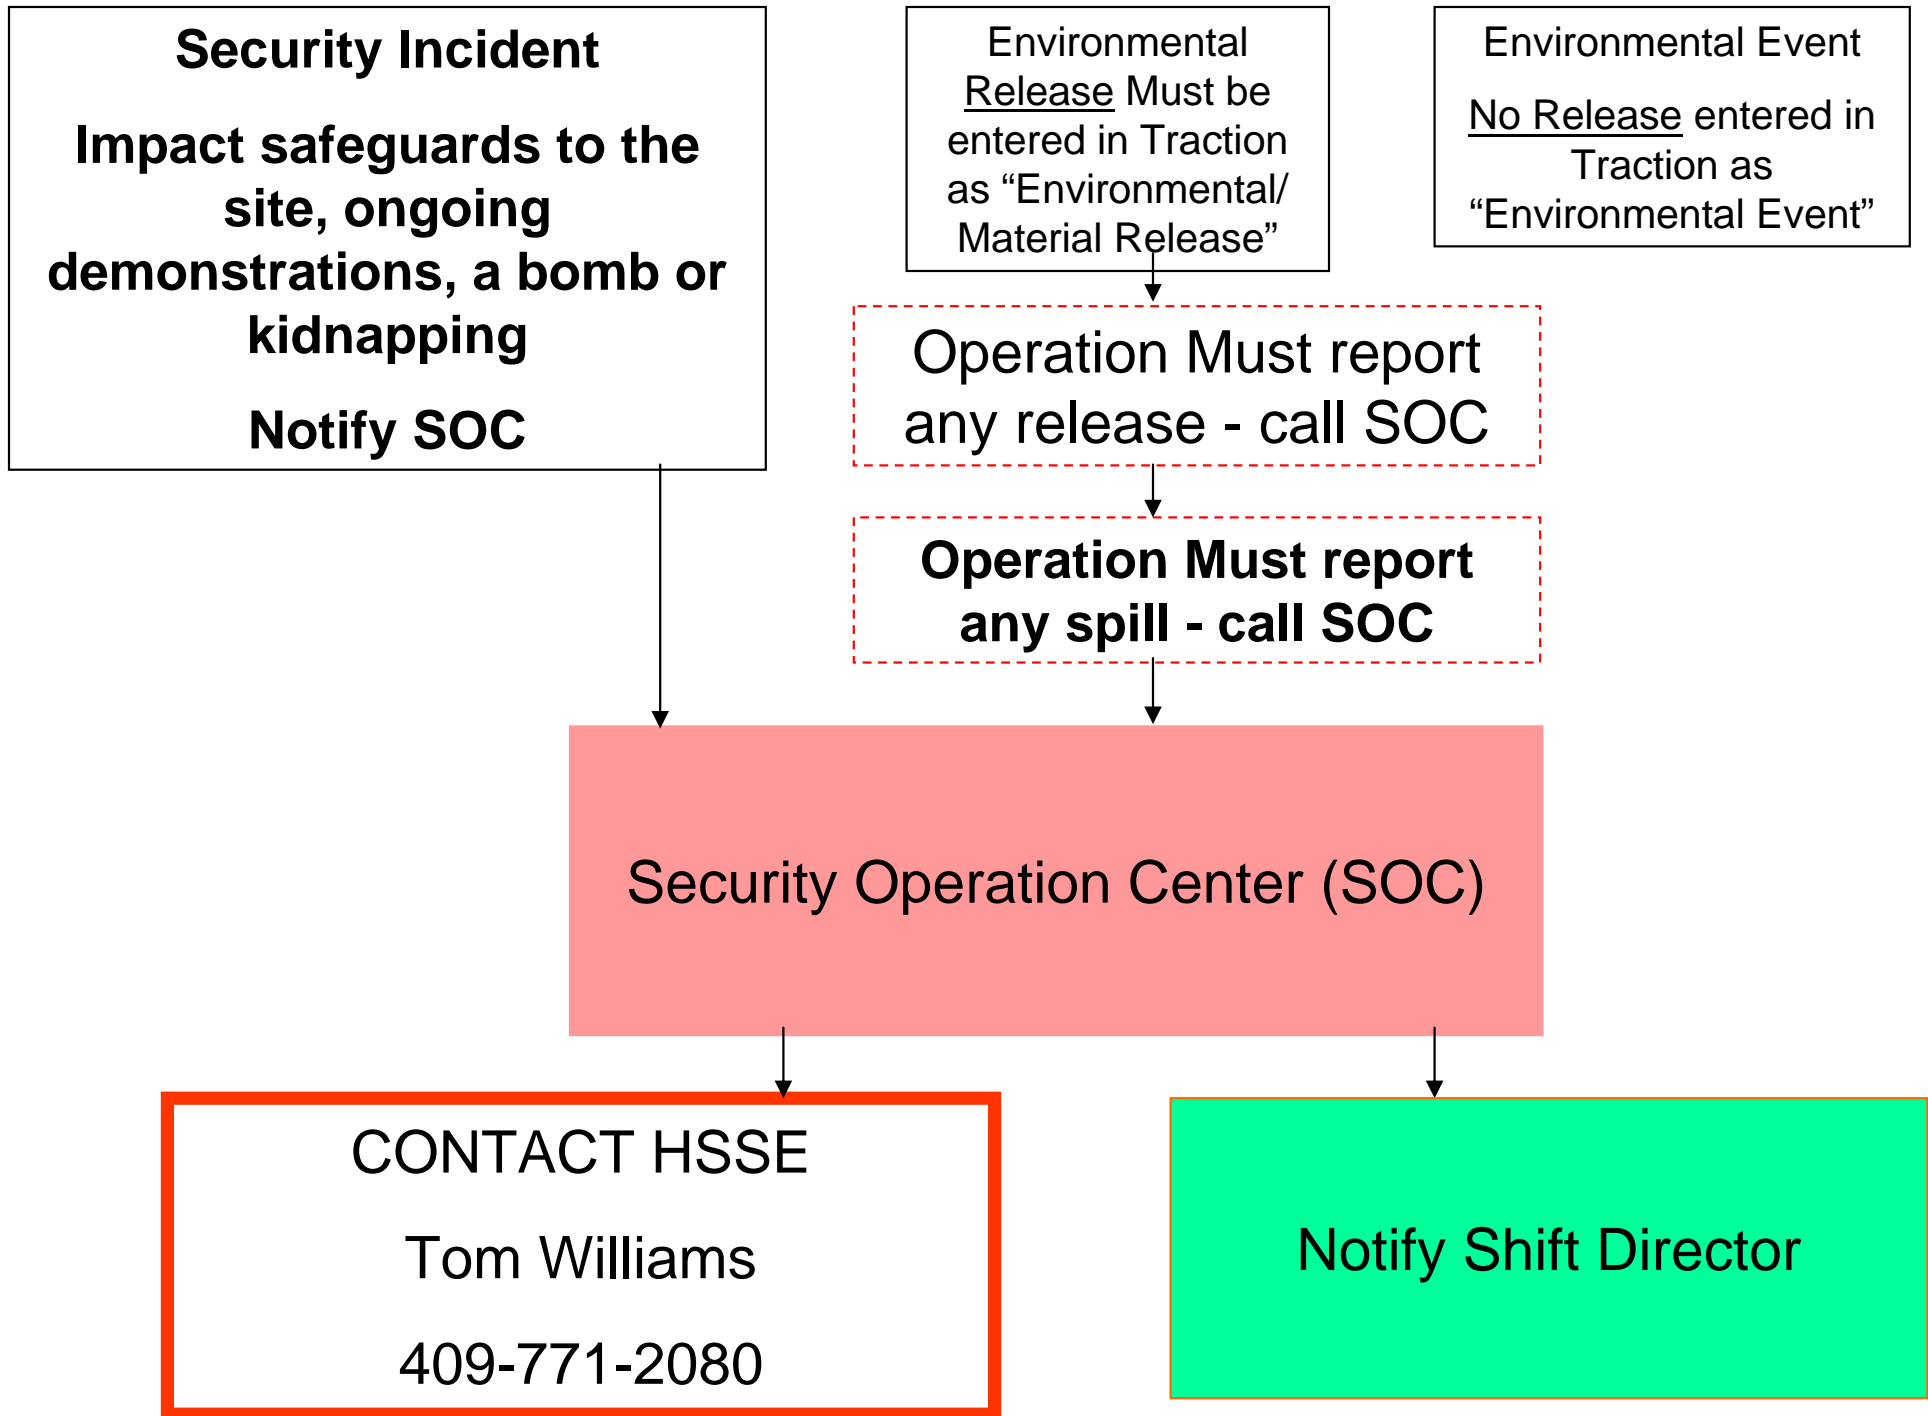 Security Incident
Impact safeguards to the
site, ongoing
demonstrations, a bomb or
kidnapping
Notify SOC
Environmental
Release Must be
entered in Traction
as “Environmental/
Material Release”
Environmental Event
No Release entered in
Traction as
“Environmental Event”
Operation Must report
any release - call SOC
Operation Must report
any spill - call SOC
Security Operation Center (SOC)
CONTACT HSSE
Tom Williams
409-771-2080
Notify Shift Director